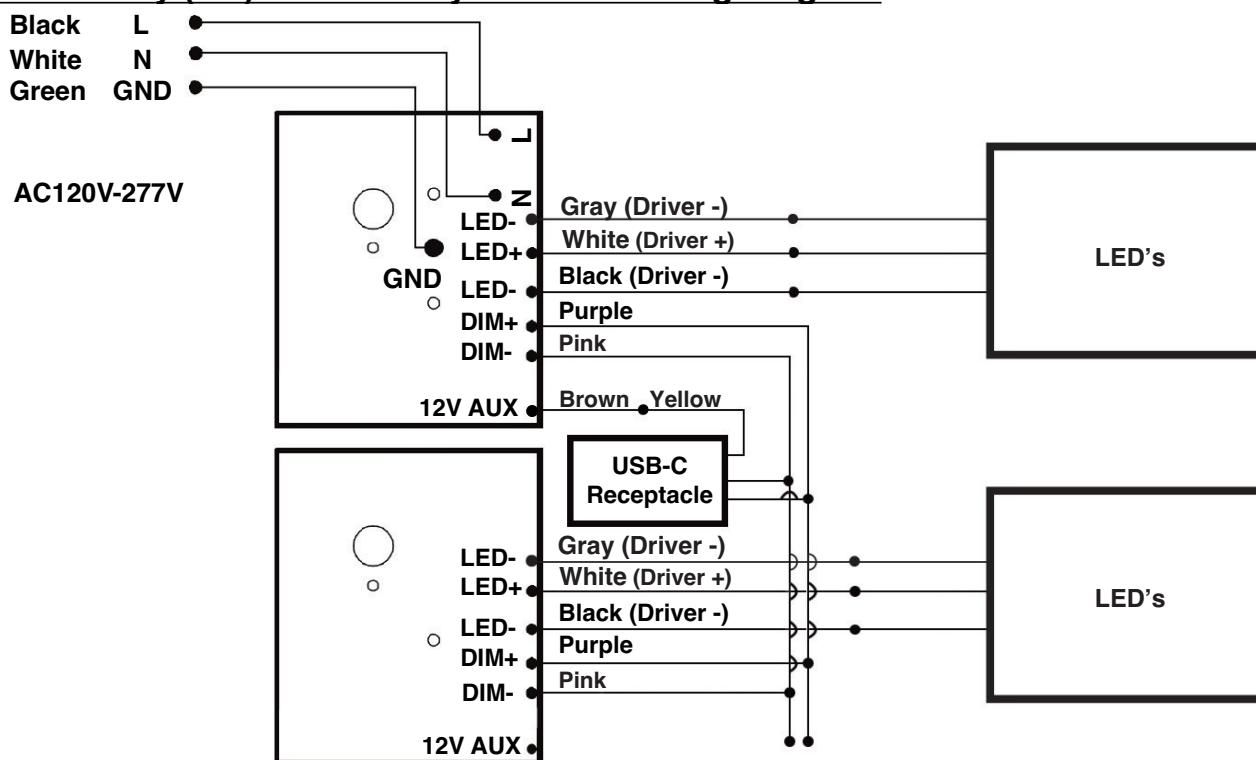 Black L
White N
Green GND
AC120V-277V
L
N
LED-
LED+
GND
LED-
DIM+
DIM-
12V AUX
Gray (Driver -)
White (Driver +)
Black (Driver -)
Purple
Pink
Brown Yellow
LED's
USB-C
Receptacle
LED-
LED+
LED-
DIM+
DIM-
12V AUX
Gray (Driver -)
White (Driver +)
Black (Driver -)
Purple
Pink
LED's